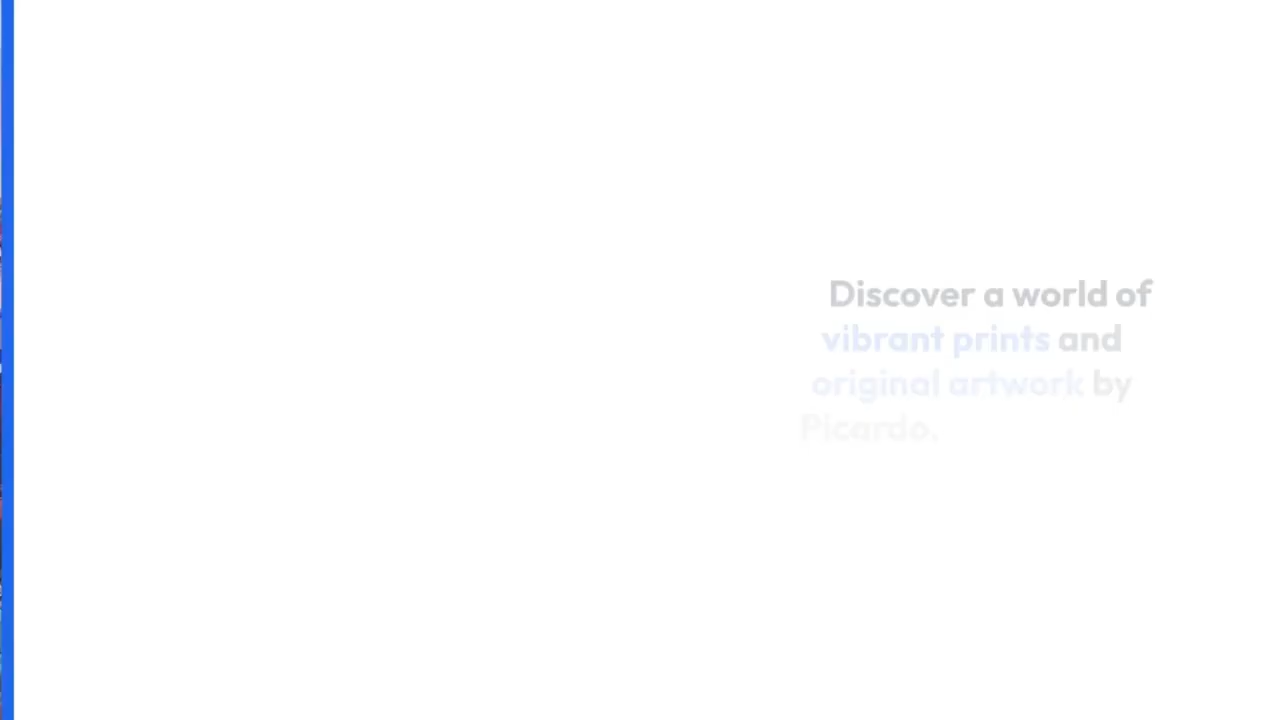 Discover a world of
vibrant prints and
original artwork by
Picardo.